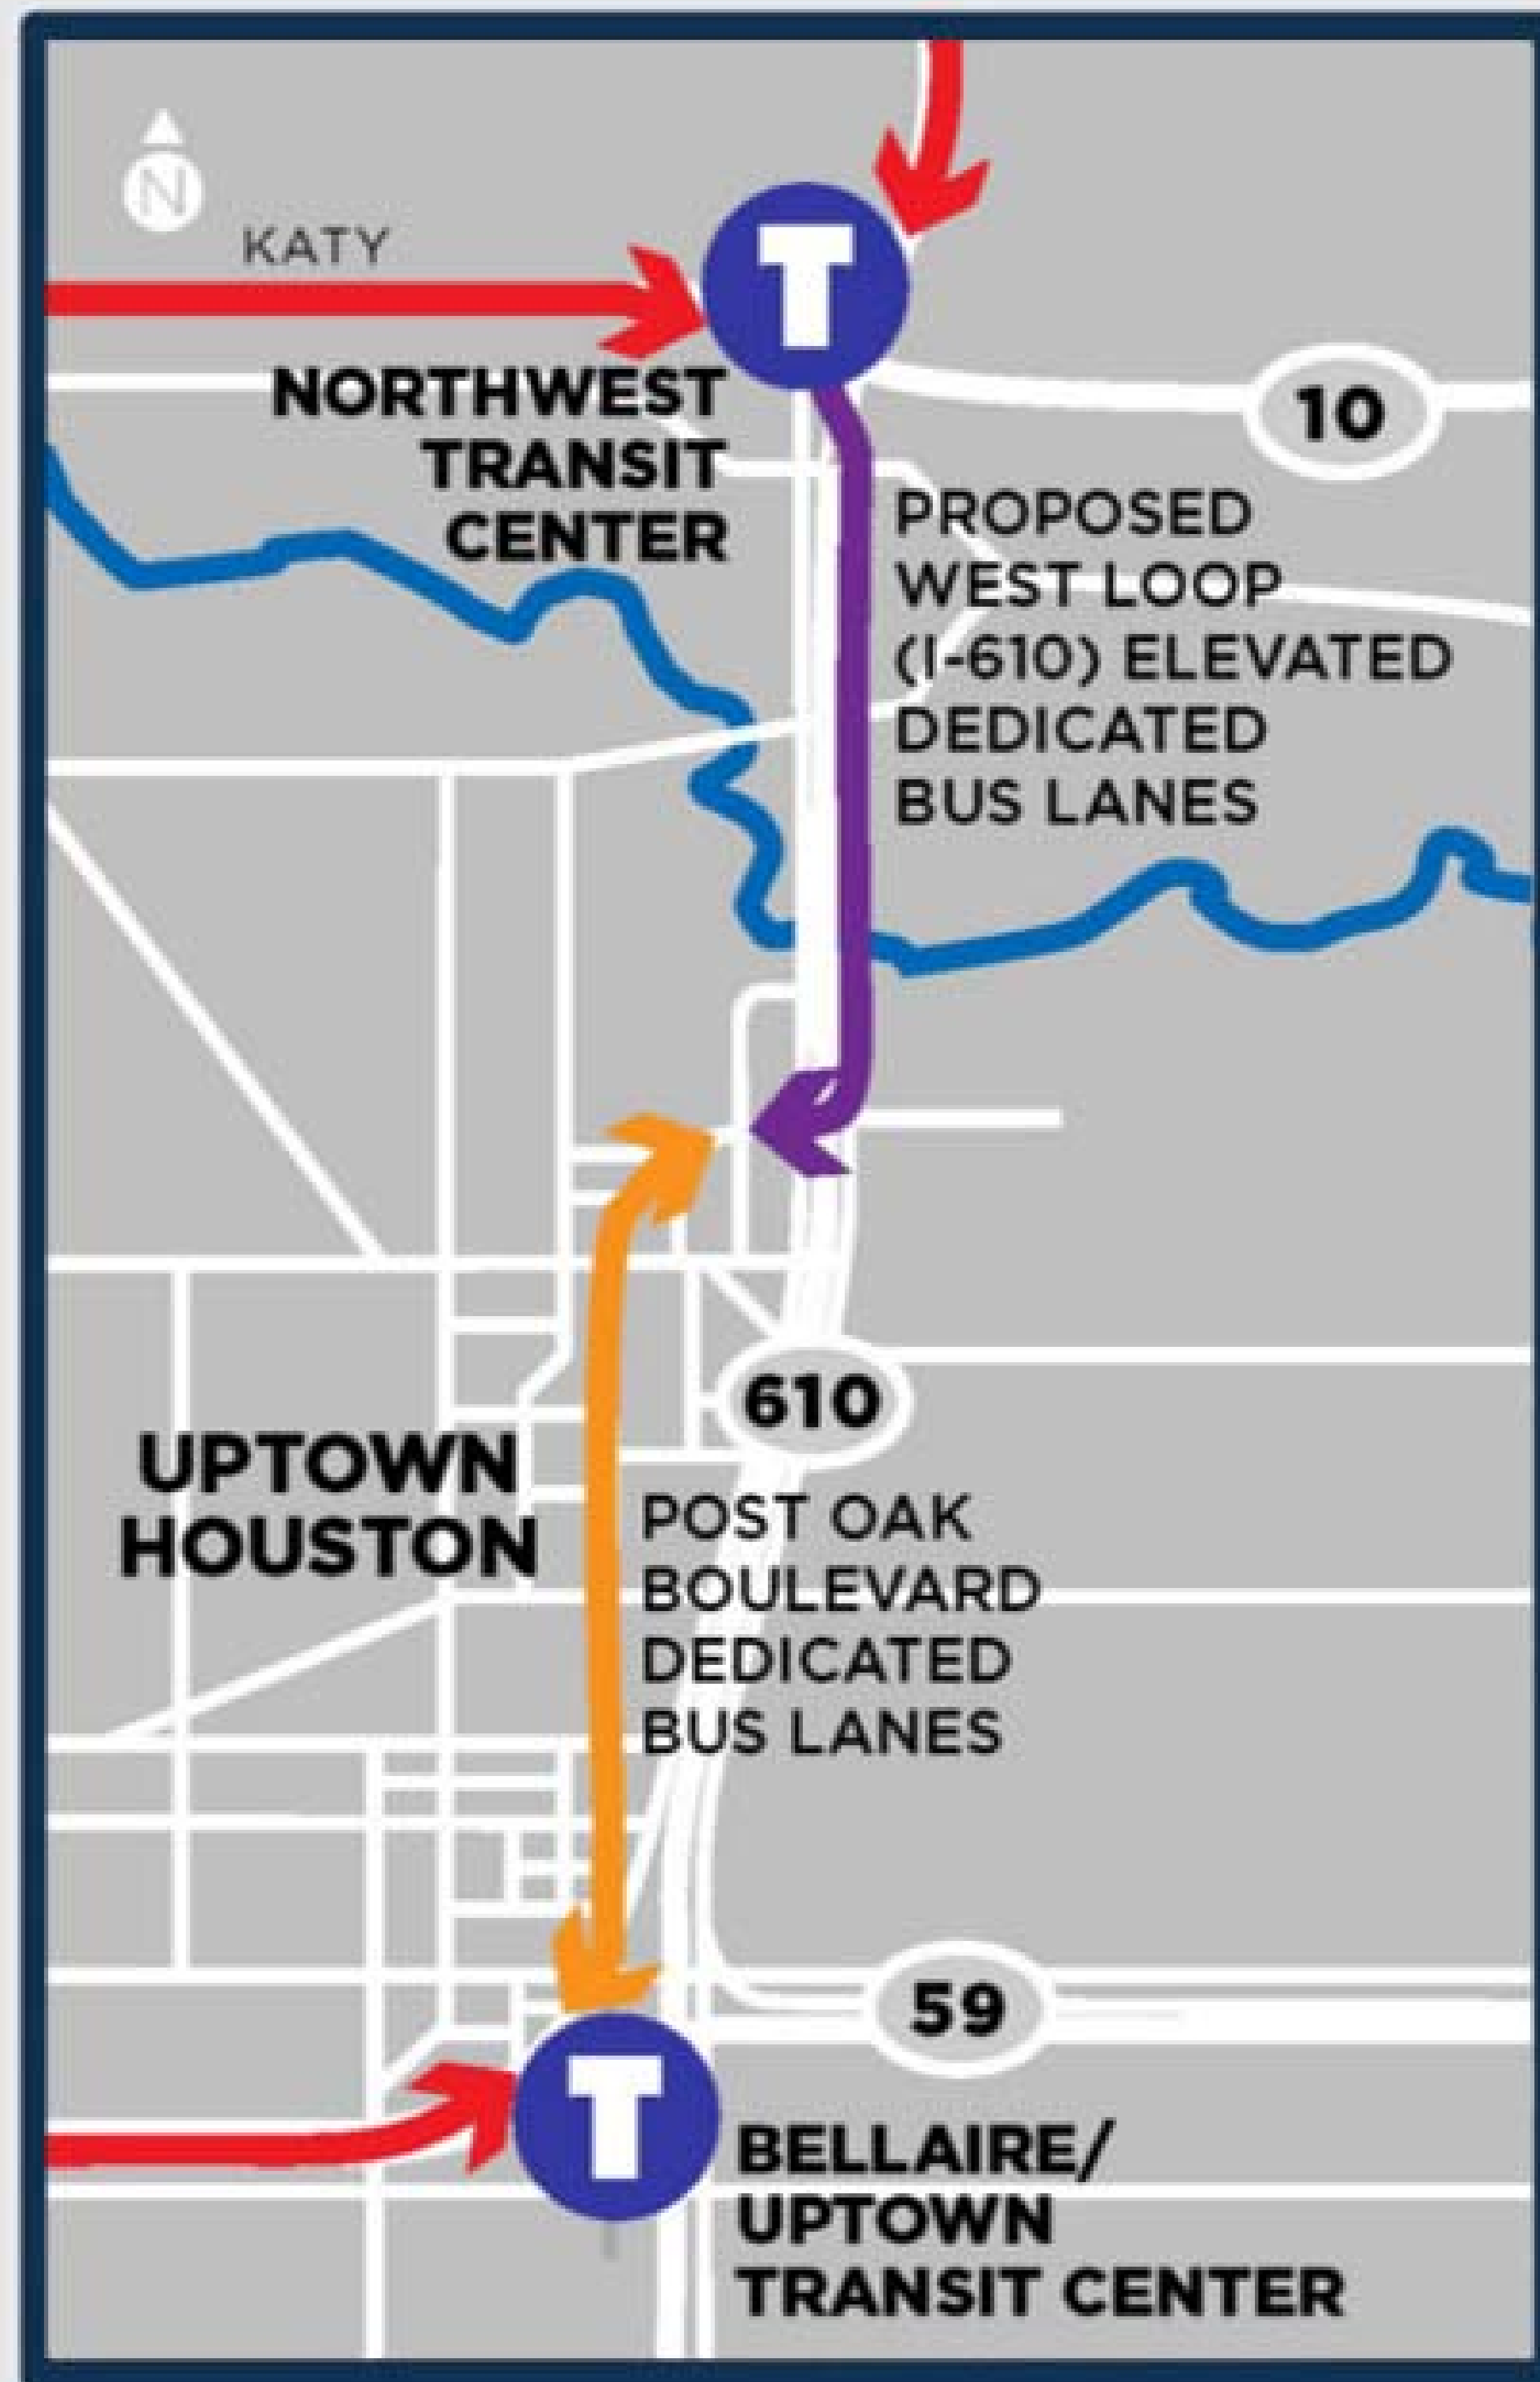 N
KATY
T
NORTHWEST
TRANSIT
CENTER
10
PROPOSED
WEST LOOP
(I-610) ELEVATED
DEDICATED
BUS LANES
610
UPTOWN
HOUSTON
POST OAK
BOULEVARD
DEDICATED
BUS LANES
59
T
BELLAIRE/
UPTOWN
TRANSIT CENTER